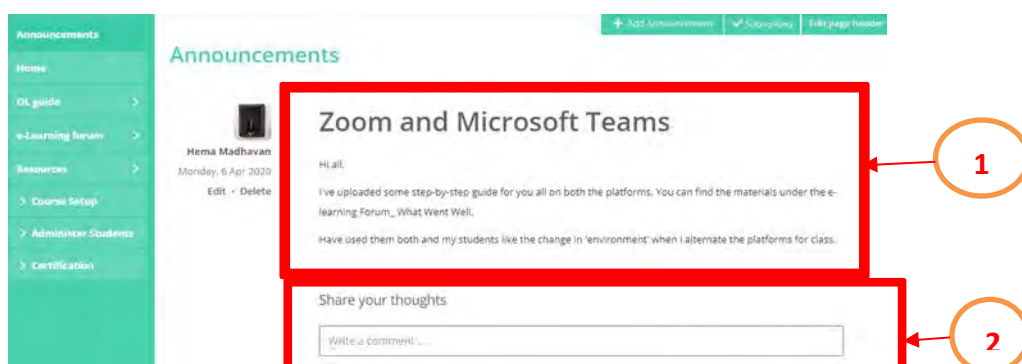 + Add Announcement
✔ Subscribed
Edit page header
Announcements
Home
OL guide
e-Learning forum
Resources
> Course Setup
> Administer Students
> Certification
Announcements
Hema Madhavan
Monday, 6 Apr 2020
Edit · Delete
Zoom and Microsoft Teams
Hi all,
I've uploaded some step-by-step guide for you all on both the platforms. You can find the materials under the e-
learning Forum_ What Went Well.
Have used them both and my students like the change in 'environment' when i alternate the platforms for class.
1
Share your thoughts
Write a comment ...
2